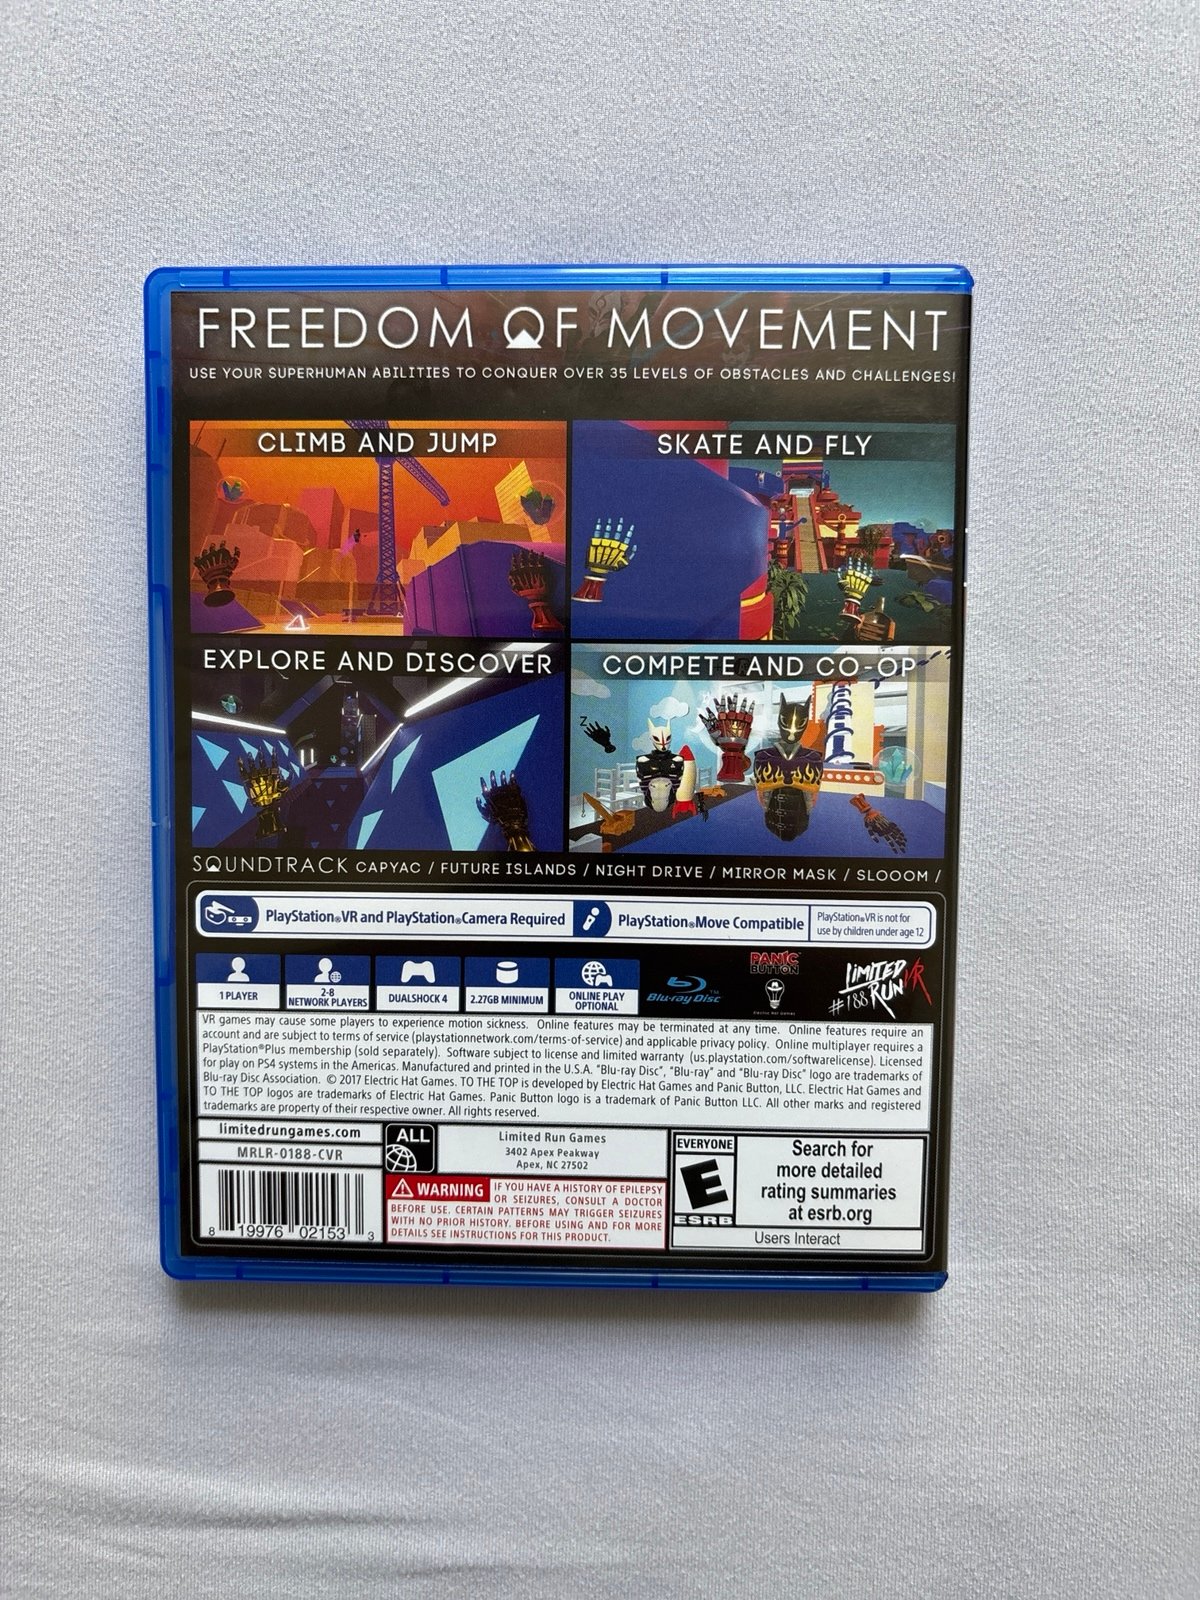 FREEDOM OF MOVEMENT
USE YOUR SUPERHUMAN ABILITIES TO CONQUER OVER 35 LEVELS OF OBSTACLES AND CHALLENGES!
CLIMB AND JUMP
SKATE AND FLY
EXPLORE AND DISCOVER
COMPETE AND CO-OP
Z
SOUNDTRACK CAPYAC / FUTURE ISLANDS / NIGHT DRIVE / MIRROR MASK / SLOOOM /
PlayStation®VR and PlayStation®Camera Required
PlayStation®Move Compatible
PlayStation®VR is not for
use by children under age 12
1 PLAYER
2-8
NETWORK PLAYERS
DUALSHOCK 4
2.27GB MINIMUM
ONLINE PLAY
OPTIONAL
Blu-ray Disc™
PANIC
BUTTON
Electric Hat Games
LIMITED
RUN VR
#188
VR games may cause some players to experience motion sickness. Online features may be terminated at any time. Online features require an
account and are subject to terms of service (playstationnetwork.com/terms-of-service) and applicable privacy policy. Online multiplayer requires a
PlayStation®Plus membership (sold separately). Software subject to license and limited warranty (us.playstation.com/softwarelicense). Licensed
for play on PS4 systems in the Americas. Manufactured and printed in the U.S.A. "Blu-ray Disc", "Blu-ray" and "Blu-ray Disc" logo are trademarks of
Blu-ray Disc Association. © 2017 Electric Hat Games. TO THE TOP is developed by Electric Hat Games and Panic Button, LLC. Electric Hat Games and
TO THE TOP logos are trademarks of Electric Hat Games. Panic Button logo is a trademark of Panic Button LLC. All other marks and registered
trademarks are property of their respective owner. All rights reserved.
limitedrungames.com
MRLR-0188-CVR
8 19976 02153 3
ALL
Limited Run Games
3402 Apex Peakway
Apex, NC 27502
WARNING IF YOU HAVE A HISTORY OF EPILEPSY
OR SEIZURES, CONSULT A DOCTOR
BEFORE USE. CERTAIN PATTERNS MAY TRIGGER SEIZURES
WITH NO PRIOR HISTORY. BEFORE USING AND FOR MORE
DETAILS SEE INSTRUCTIONS FOR THIS PRODUCT.
EVERYONE
E
ESRB
Search for
more detailed
rating summaries
at esrb.org
Users Interact